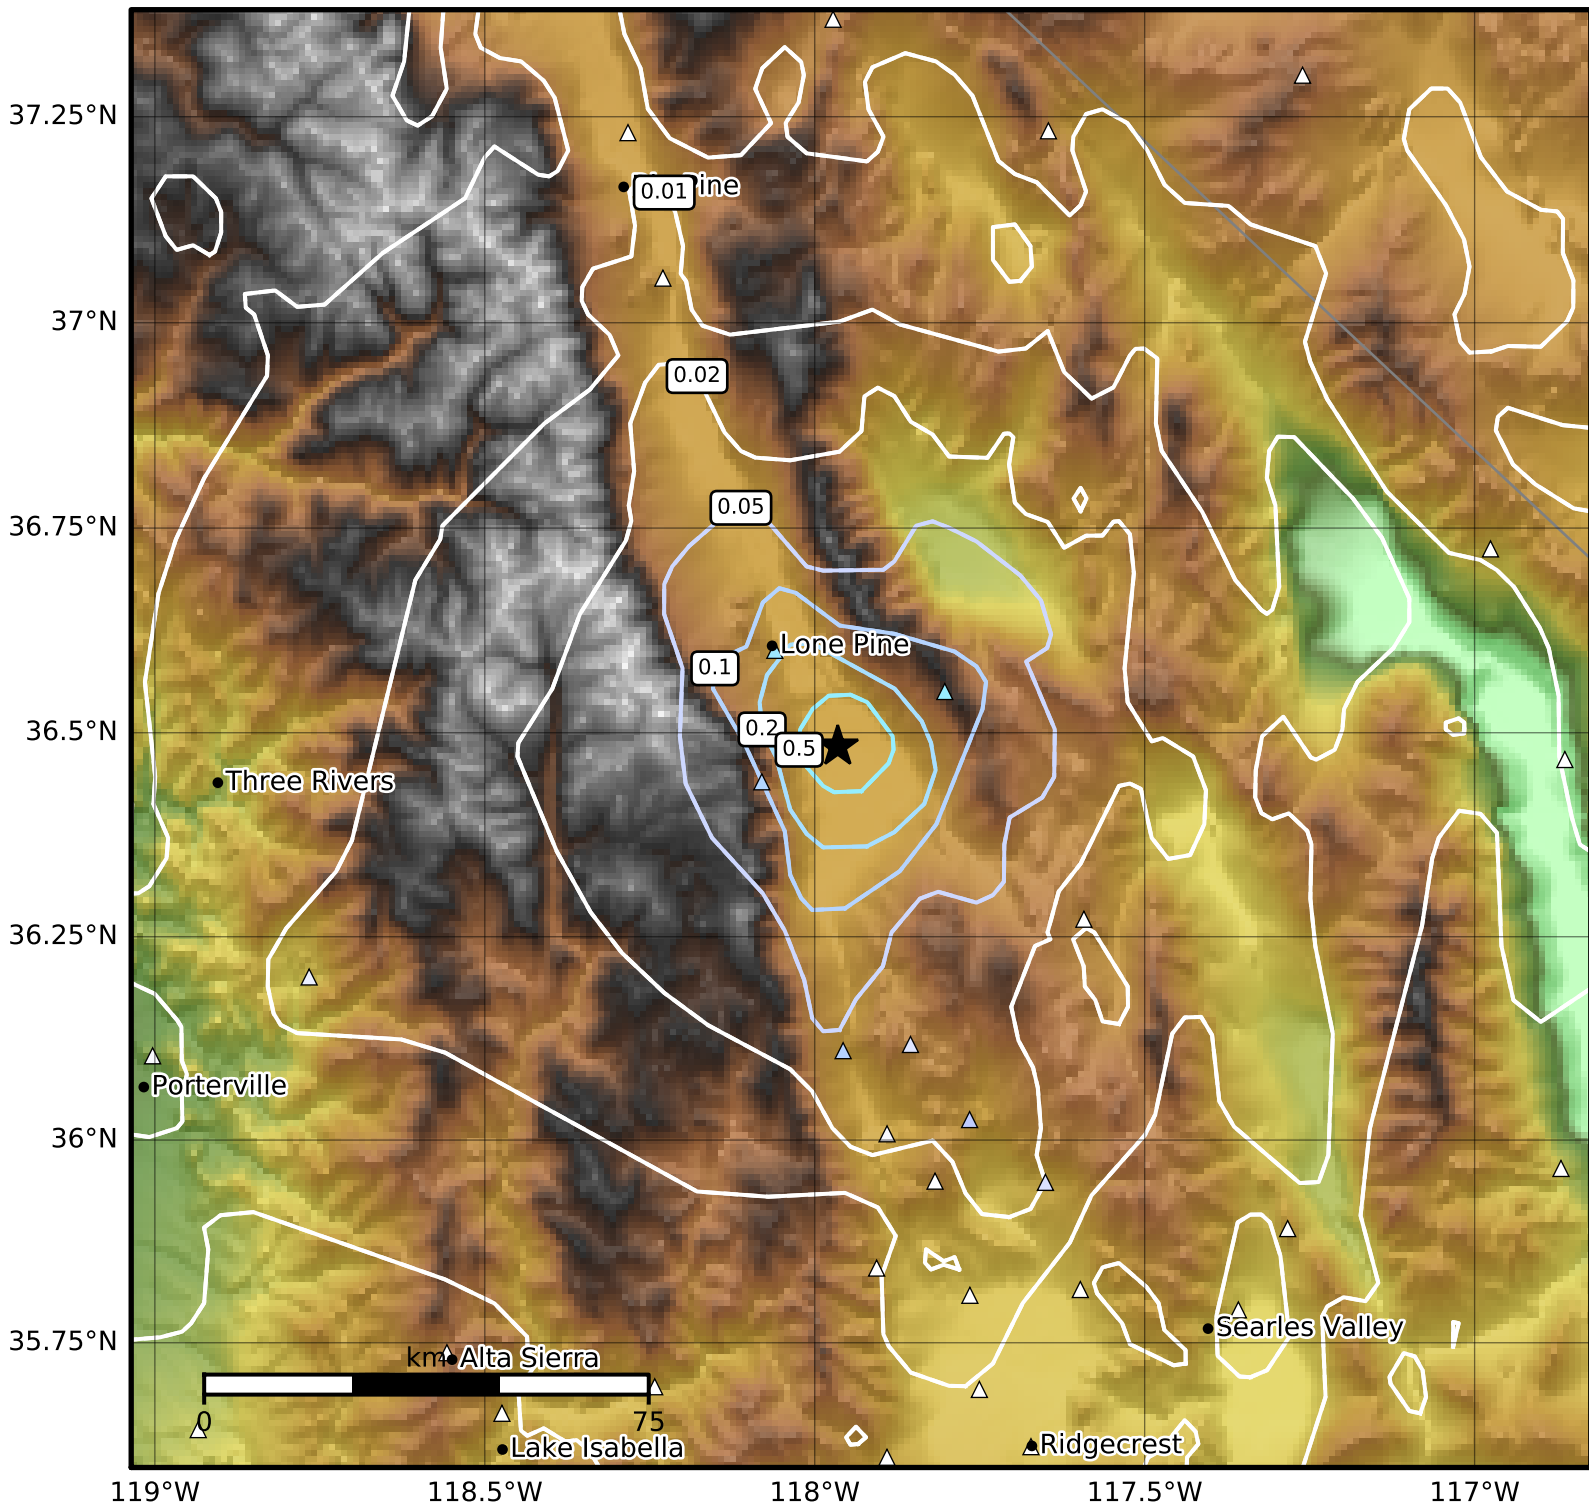 37.25°N
0.01 ine
37°N
0.02
36.75°N
0.05
Lone Pine
0.1
36.5°N
0.2
0.5
Three Rivers
36.25°N
Porterville
36°N
35.75°N
Searles Valley
km
Alta Sierra
0 75
Lake Isabella
Ridgecrest
119°W 118.5°W 118°W 117.5°W 117°W